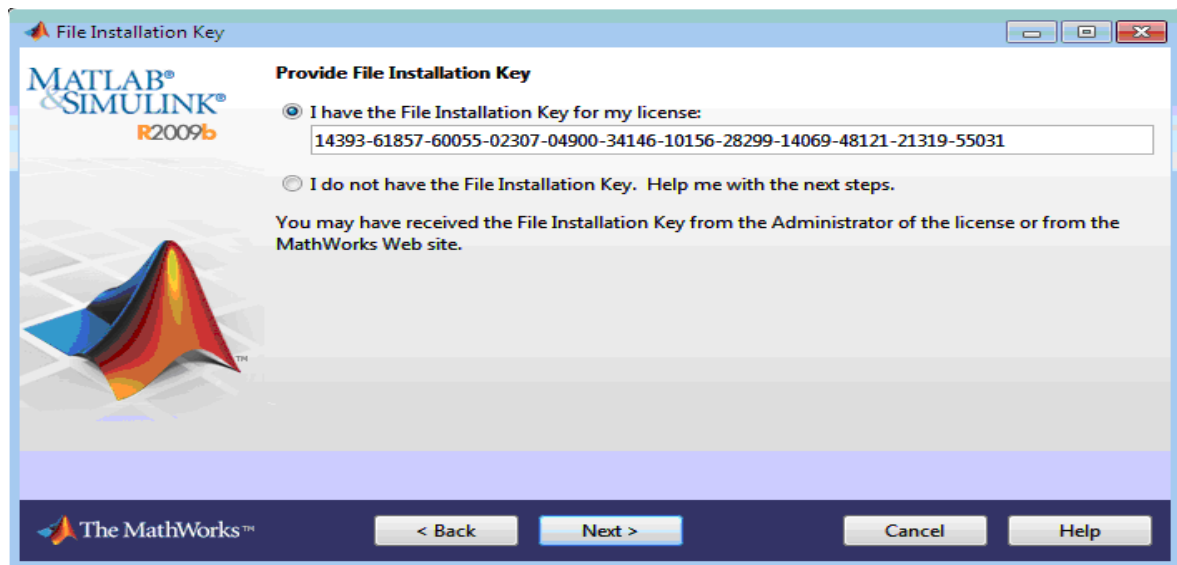 File Installation Key
MATLAB®
&SIMULINK®
R2009b
Provide File Installation Key
I have the File Installation Key for my license:
14393-61857-60055-02307-04900-34146-10156-28299-14069-48121-21319-55031
I do not have the File Installation Key. Help me with the next steps.
You may have received the File Installation Key from the Administrator of the license or from the
MathWorks Web site.
TM
The MathWorks™
< Back
Next >
Cancel
Help